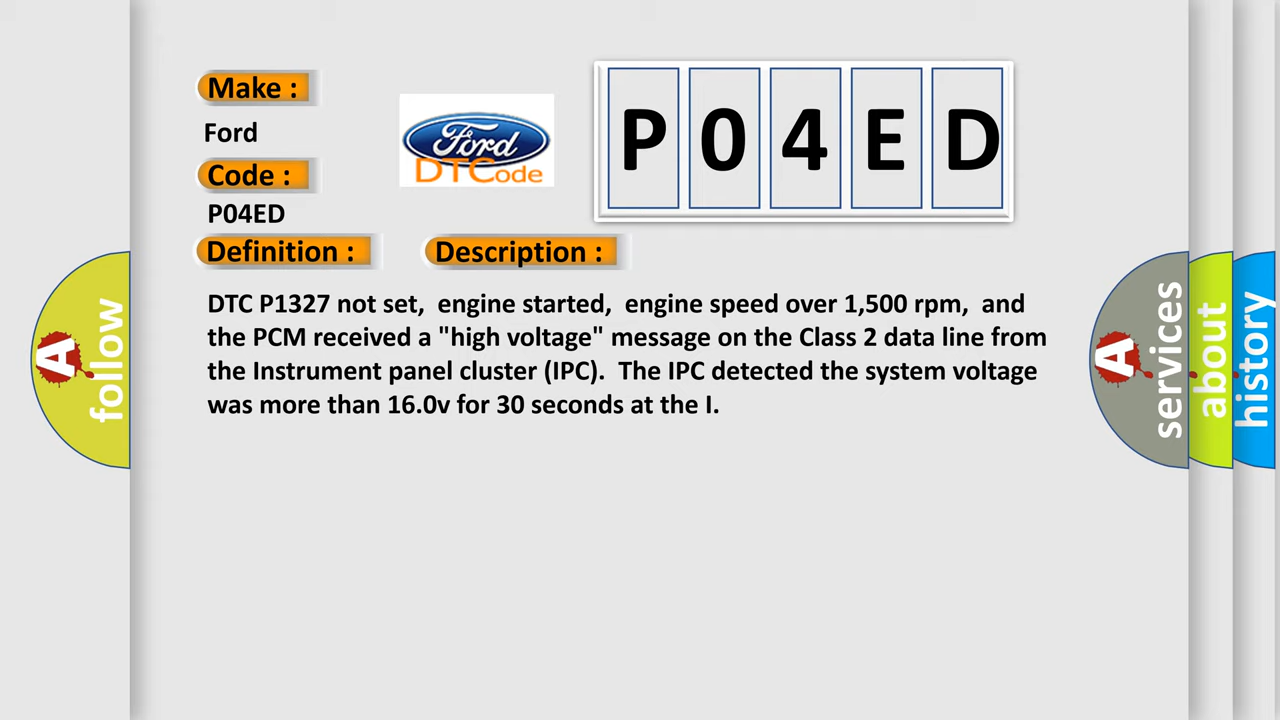 Make :
Ford
Code :
P04ED
Ford
DTCode
P04ED
Definition :
Description :
DTC P1327 not set, engine started, engine speed over 1,500 rpm, and
the PCM received a "high voltage" message on the Class 2 data line from
the Instrument panel cluster (IPC). The IPC detected the system voltage
was more than 16.0v for 30 seconds at the I.
A
follow
A
services
about
history